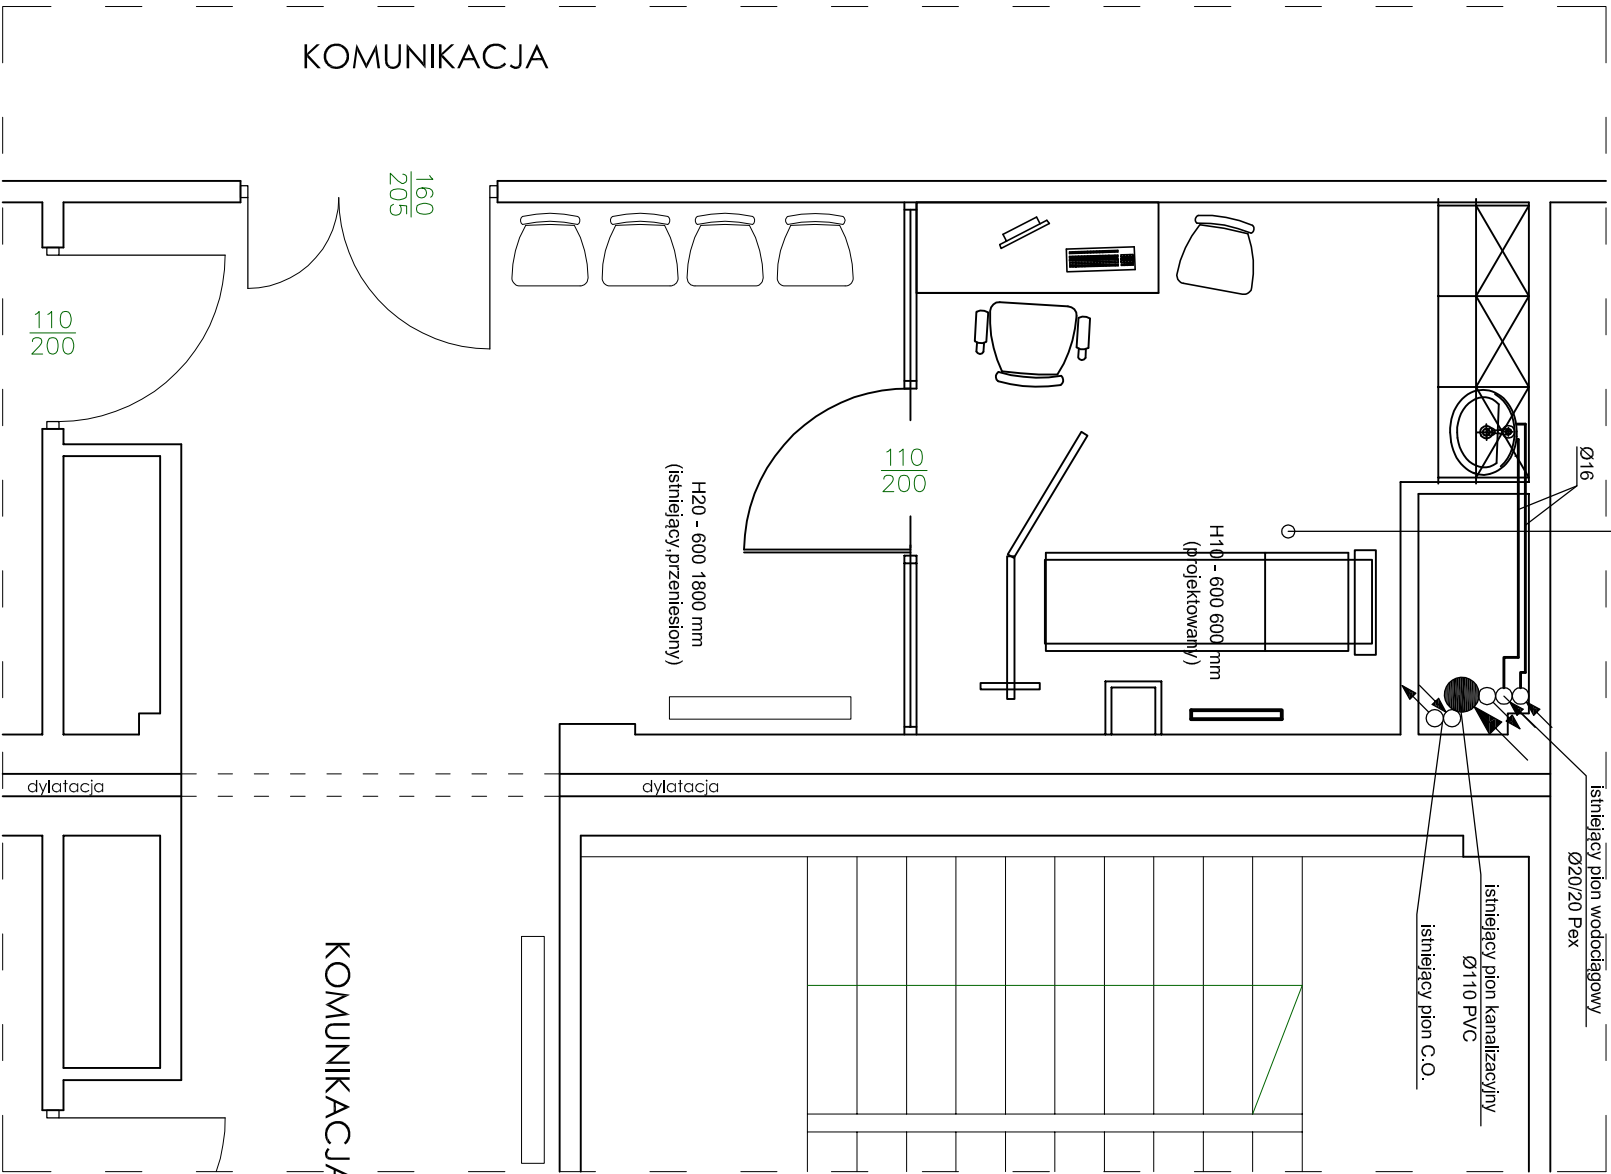 KOMUNIKACJA
160
205
110
200
110
200
Ø16
H20 - 600 1800 mm
(istniejący,przeniesiony)
H10 - 600 600 mm
(projektowany)
dylatacja
dylatacja
istniejący pion wodociągowy
Ø20/20 Pex
istniejący pion kanalizacyjny
Ø110 PVC
istniejący pion C.O.
KOMUNIKACJA